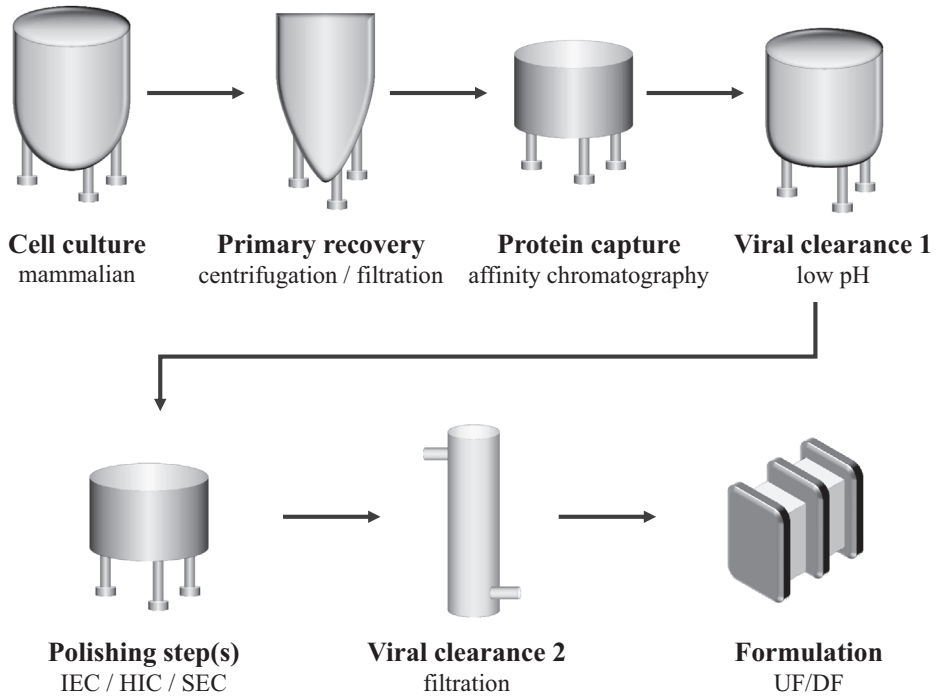 Cell culture
mammalian
Primary recovery
centrifugation / filtration
Protein capture
affinity chromatography
Viral clearance 1
low pH
Polishing step(s)
IEC / HIC / SEC
Viral clearance 2
filtration
Formulation
UF/DF